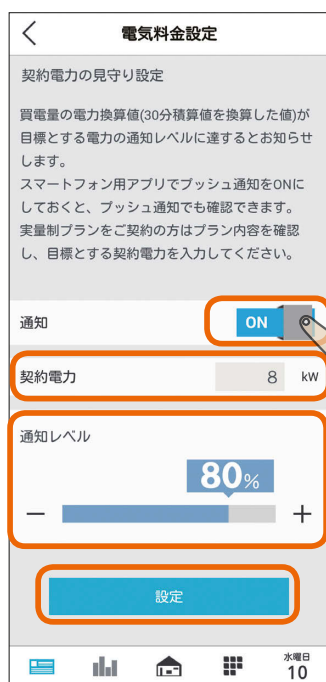 電気料金設定
契約電力の見守り設定
買電量の電力換算値(30分積算値を換算した値)が
目標とする電力の通知レベルに達するとお知らせ
します。
スマートフォン用アプリでプッシュ通知をONに
しておくと、プッシュ通知でも確認できます。
実量制プランをご契約の方はプラン内容を確認
し、目標とする契約電力を入力してください。
通知 ON
契約電力 8 kW
通知レベル
80%
設定
水曜日
10